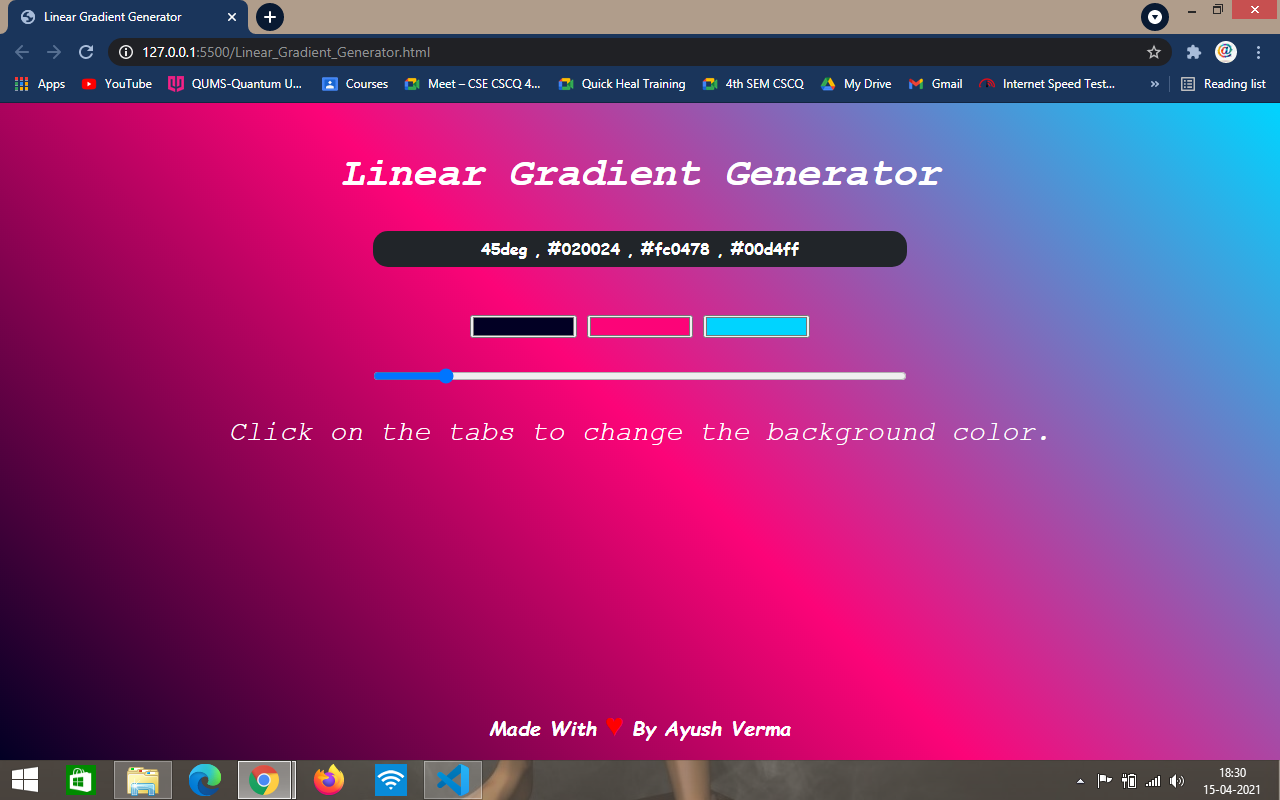 Linear Gradient Generator
127.0.0.1:5500/Linear_Gradient_Generator.html
Apps YouTube QUMS-Quantum U... Courses Meet – CSE CSCQ 4... Quick Heal Training 4th SEM CSCQ My Drive Gmail Internet Speed Test... » Reading list
Linear Gradient Generator
45deg , #020024 , #fc0478 , #00d4ff
Click on the tabs to change the background color.
Made With ♥ By Ayush Verma
18:30
15-04-2021